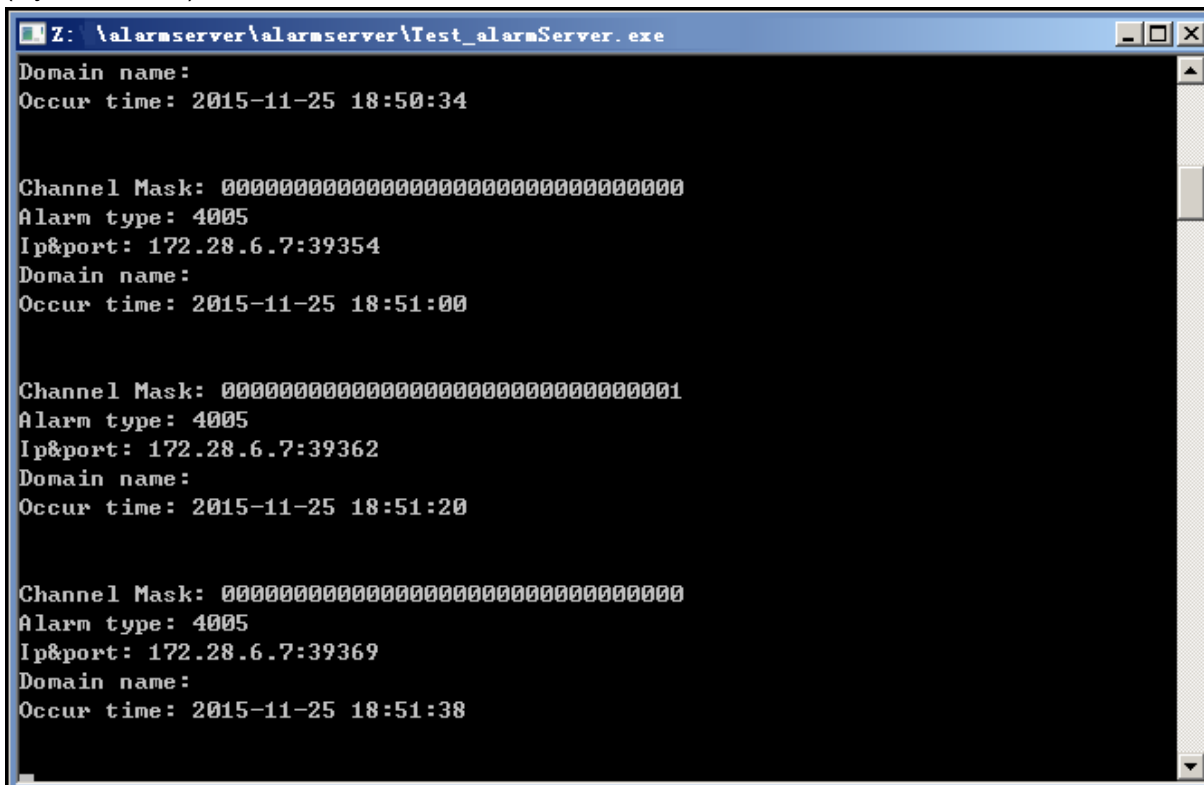 Z: \alarmserver\alarmserver\Test_alarmServer.exe
Domain name:
Occur time: 2015-11-25 18:50:34
Channel Mask: 00000000000000000000000000000000
Alarm type: 4005
Ip&port: 172.28.6.7:39354
Domain name:
Occur time: 2015-11-25 18:51:00
Channel Mask: 00000000000000000000000000000001
Alarm type: 4005
Ip&port: 172.28.6.7:39362
Domain name:
Occur time: 2015-11-25 18:51:20
Channel Mask: 00000000000000000000000000000000
Alarm type: 4005
Ip&port: 172.28.6.7:39369
Domain name:
Occur time: 2015-11-25 18:51:38